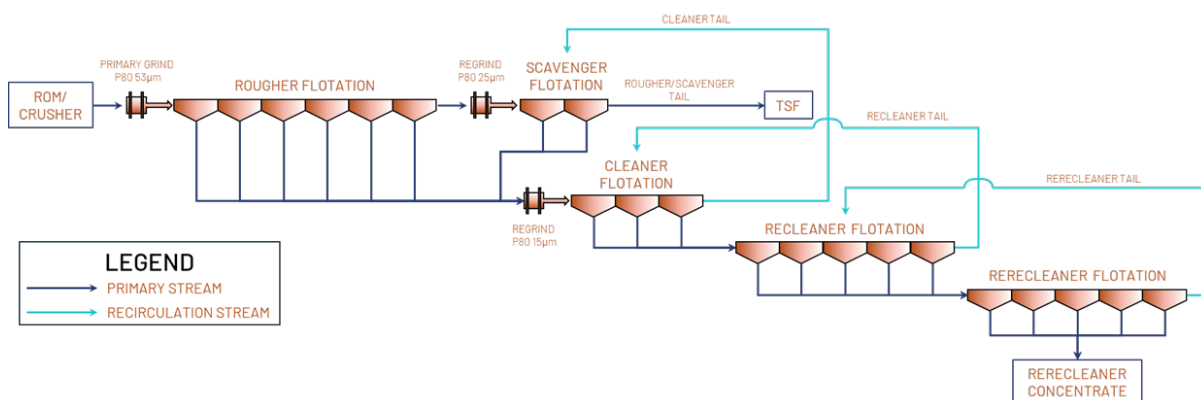 CLEANER TAIL
PRIMARY GRIND
P80 53µm
REGRIND
P80 25µm
SCAVENGER
FLOTATION
ROUGHER FLOTATION
ROUGHER/SCAVENGER
TAIL
ROM/
CRUSHER
TSF
RECLEANER TAIL
CLEANER
FLOTATION
RERECLEANER TAIL
REGRIND
P80 15µm
RECLEANER FLOTATION
LEGEND
PRIMARY STREAM
RECIRCULATION STREAM
RERECLEANER FLOTATION
RERECLEANER
CONCENTRATE